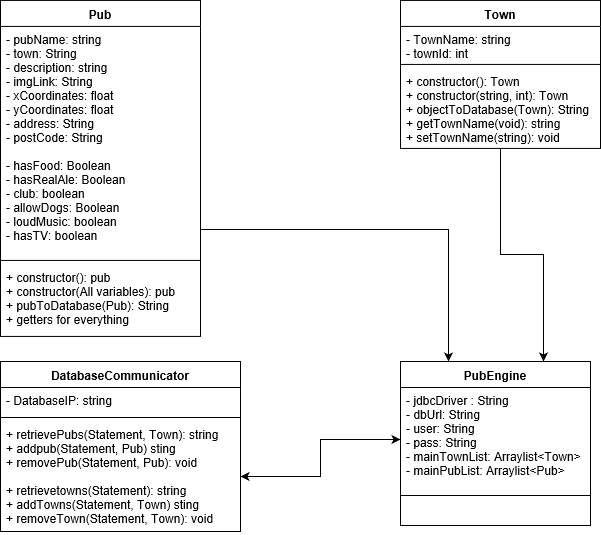 Pub
- pubName: string
- town: String
- description: string
- imgLink: String
- xCoordinates: float
- yCoordinates: float
- address: String
- postCode: String
- hasFood: Boolean
- hasRealAle: Boolean
- club: boolean
- allowDogs: Boolean
- loudMusic: boolean
- hasTV: boolean
+ constructor(): pub
+ constructor(All variables): pub
+ pubToDatabase(Pub): String
+ getters for everything
Town
- TownName: string
- townId: int
+ constructor(): Town
+ constructor(string, int): Town
+ objectToDatabase(Town): String
+ getTownName(void): string
+ setTownName(string): void
DatabaseCommunicator
- DatabaseIP: string
+ retrievePubs(Statement, Town): string
+ addpub(Statement, Pub) sting
+ removePub(Statement, Pub): void
+ retrievetowns(Statement): string
+ addTowns(Statement, Town) sting
+ removeTown(Statement, Town): void
PubEngine
- jdbcDriver : String
- dbUrl: String
- user: String
- pass: String
- mainTownList: Arraylist<Town>
- mainPubList: Arraylist<Pub>